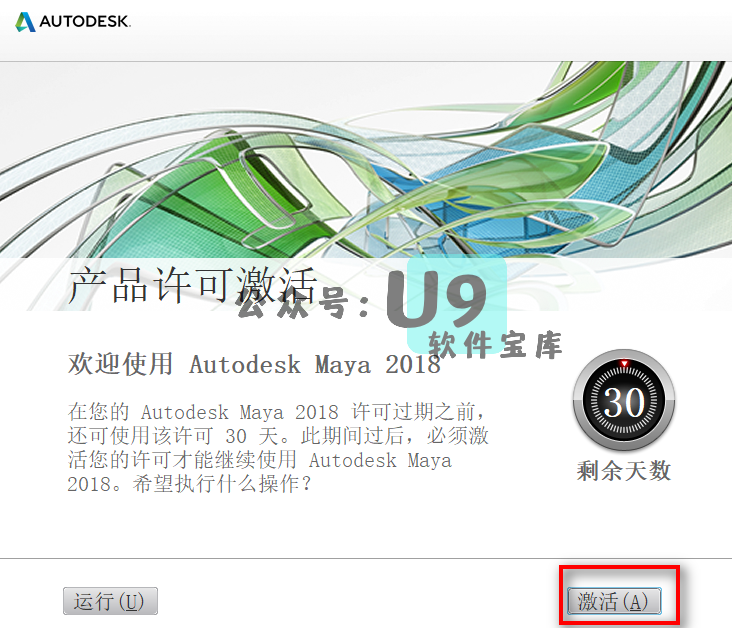 AUTODESK.
产品许可激活
公众号：U9
软件宝库
欢迎使用 Autodesk Maya 2018
在您的 Autodesk Maya 2018 许可过期之前，
还可使用该许可 30 天。此期间过后，必须激
活您的许可才能继续使用 Autodesk Maya
2018。希望执行什么操作？
30
剩余天数
运行(U)
激活(A)